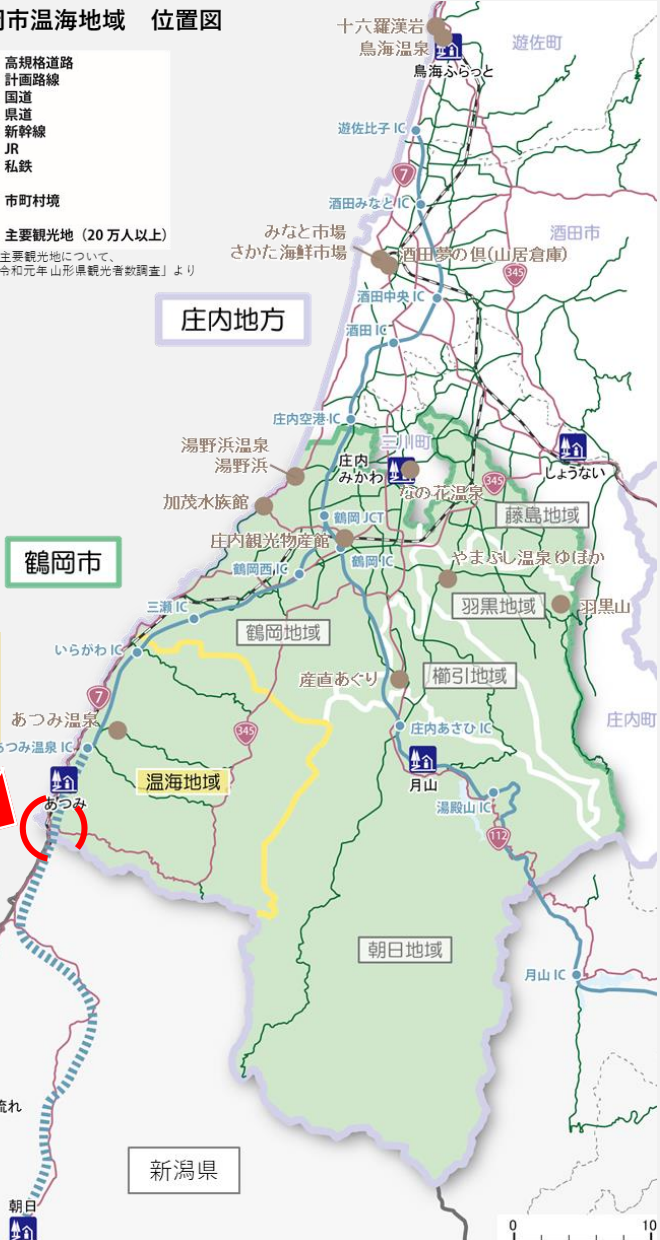 岡市温海地域 位置図
高規格道路
計画路線
国道
県道
新幹線
JR
私鉄
市町村境
主要観光地（20万人以上）
主要観光地について、
令和元年山形県観光者数調査」より
十六羅漢岩
鳥海温泉
遊佐町
鳥海ふらっと
遊佐比子 IC
7
酒田みなと IC
みなと市場
さかた海鮮市場
酒田夢の倶(山居倉庫)
酒田市
345
酒田中央 IC
庄内地方
酒田 IC
庄内空港 IC
三川町
湯野浜温泉
湯野浜
庄内
みかわ
なの花温泉
しょうない
345
加茂水族館
鶴岡 JCT
藤島地域
庄内観光物産館
鶴岡市
鶴岡西 IC
鶴岡 IC
やまぶし温泉ゆぽか
三瀬 IC
羽黒地域
羽黒山
鶴岡地域
いらがわ IC
産直あぐり
櫛引地域
7
あつみ温泉
345
庄内あさひ IC
庄内町
あつみ温泉 IC
温海地域
月山
あつみ
湯殿山 IC
112
朝日地域
月山 IC
流れ
新潟県
朝日
0
10